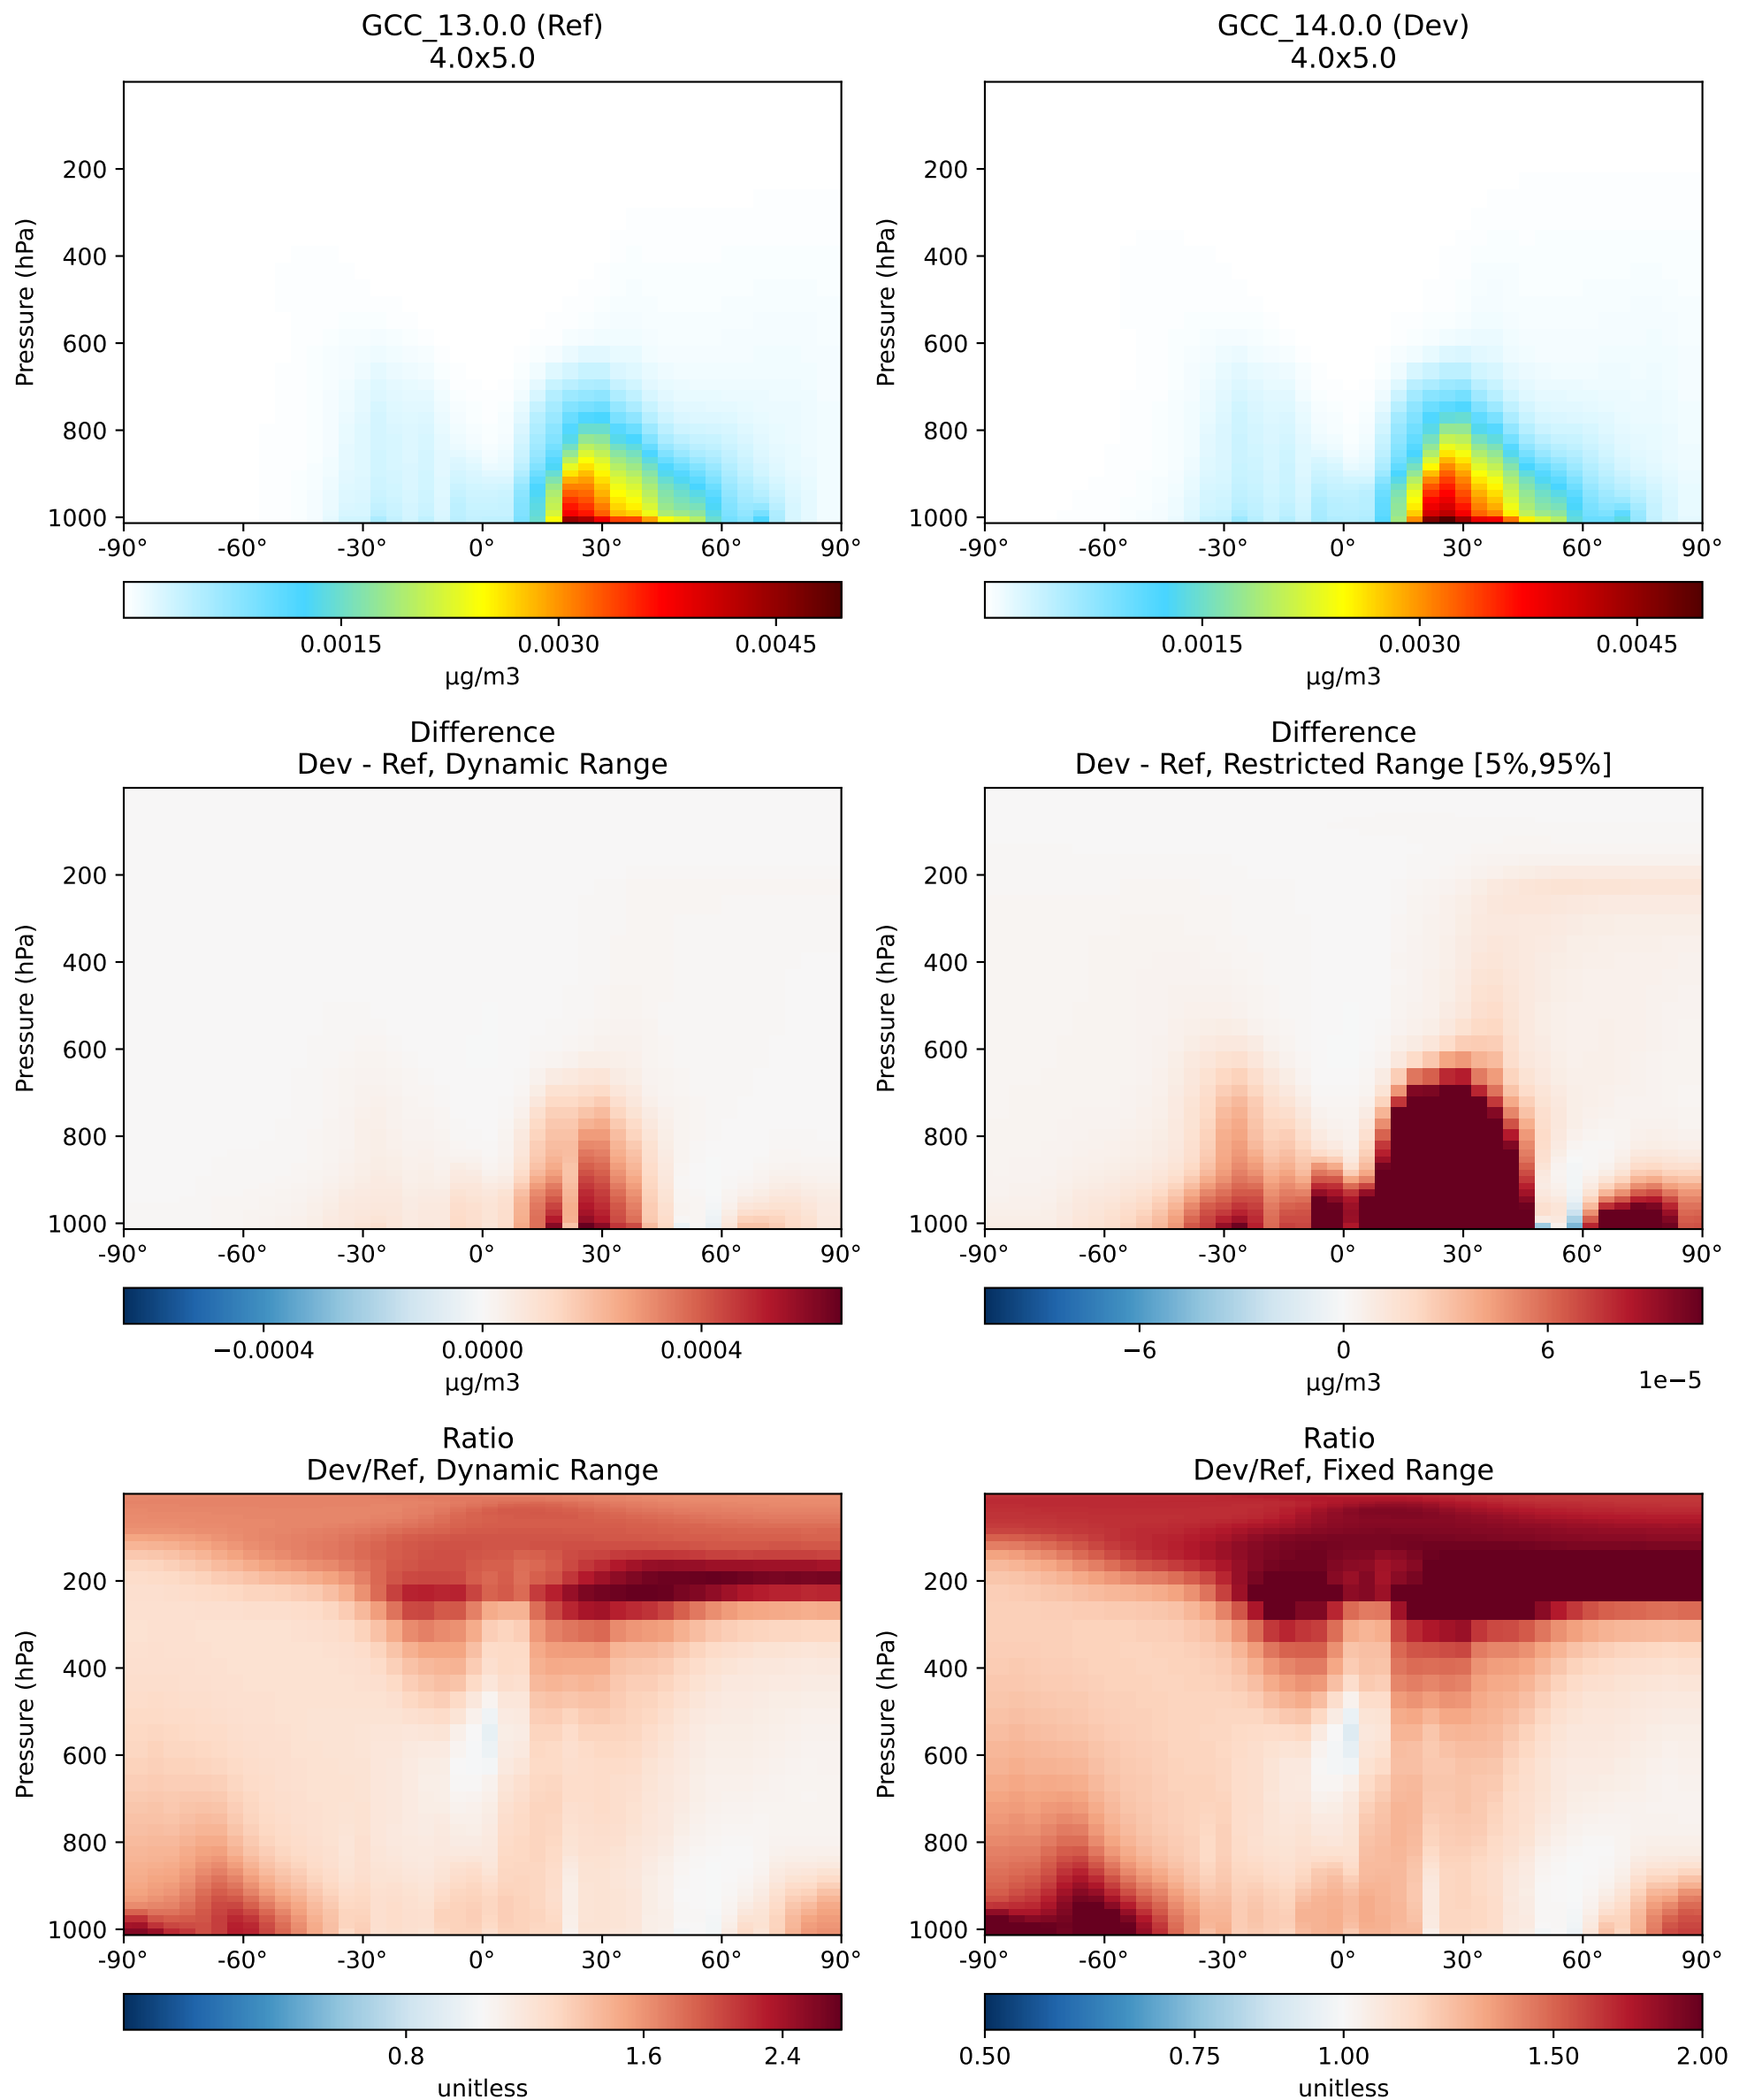 GCC_13.0.0 (Ref)
4.0x5.0
GCC_14.0.0 (Dev)
4.0x5.0
Pressure (hPa)
200
400
600
800
1000
-90° -60° -30° 0° 30° 60° 90°
0.0015 0.0030 0.0045
µg/m3
Pressure (hPa)
200
400
600
800
1000
-90° -60° -30° 0° 30° 60° 90°
0.0015 0.0030 0.0045
µg/m3
Difference
Dev - Ref, Dynamic Range
Difference
Dev - Ref, Restricted Range [5%,95%]
Pressure (hPa)
200
400
600
800
1000
-90° -60° -30° 0° 30° 60° 90°
−0.0004 0.0000 0.0004
µg/m3
Pressure (hPa)
200
400
600
800
1000
-90° -60° -30° 0° 30° 60° 90°
−6 0 6
1e−5
µg/m3
Ratio
Dev/Ref, Dynamic Range
Ratio
Dev/Ref, Fixed Range
Pressure (hPa)
200
400
600
800
1000
-90° -60° -30° 0° 30° 60° 90°
0.8 1.6 2.4
unitless
Pressure (hPa)
200
400
600
800
1000
-90° -60° -30° 0° 30° 60° 90°
0.50 0.75 1.00 1.50 2.00
unitless